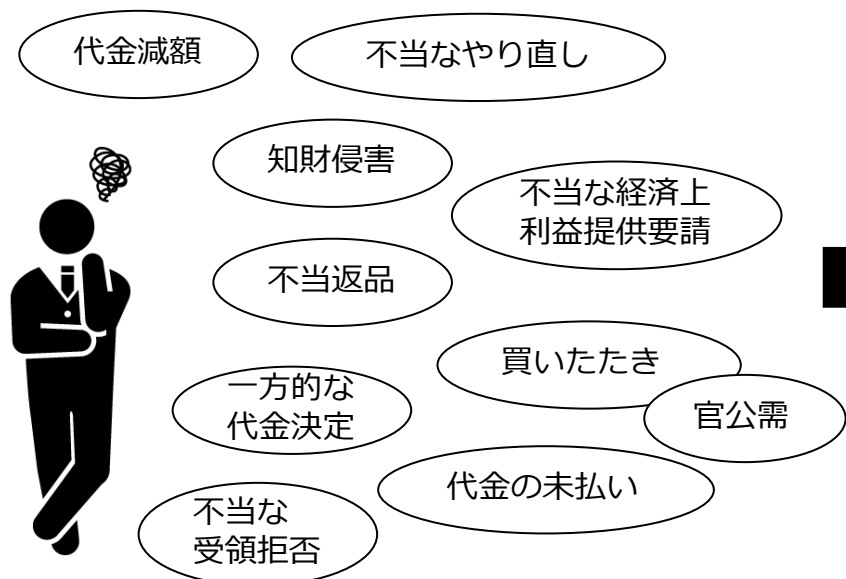 代金減額
不当なやり直し
知財侵害
不当な経済上
利益提供要請
不当返品
買いたたき
一方的な
代金決定
官公需
代金の未払い
不当な
受領拒否